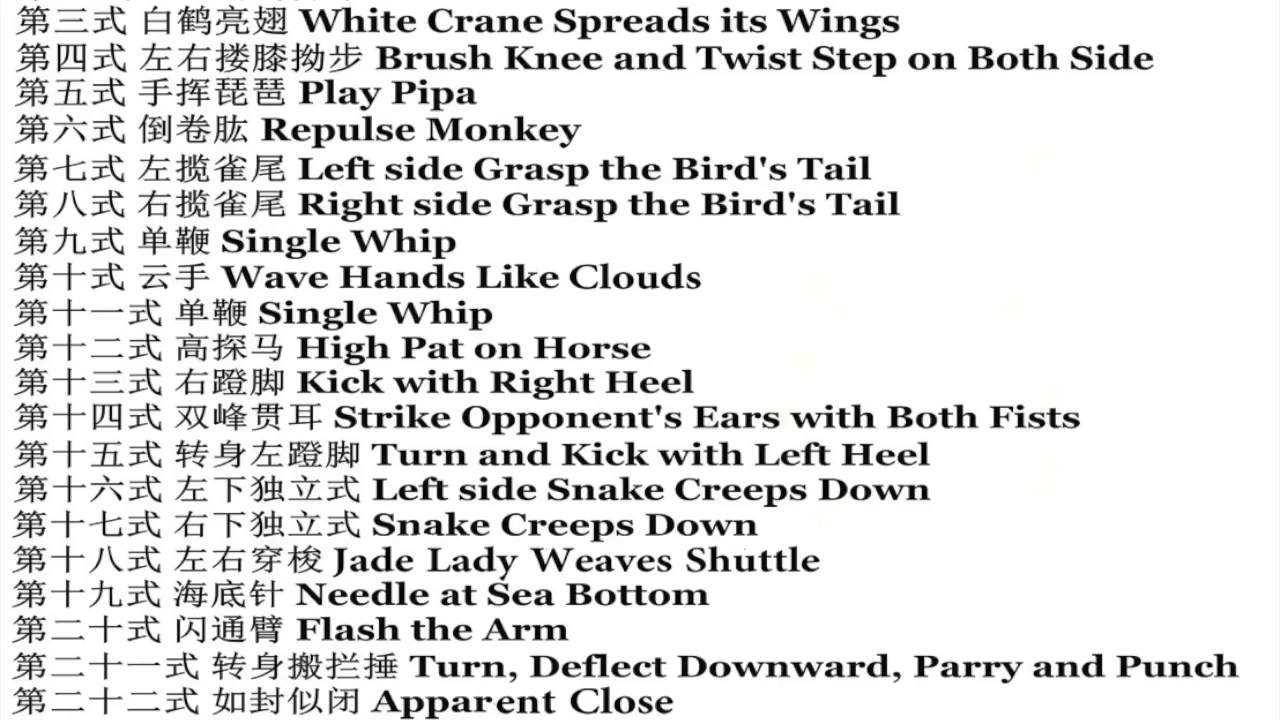 第三式 白鹤亮翅 White Crane Spreads its Wings
第四式 左右搂膝拗步 Brush Knee and Twist Step on Both Side
第五式 手挥琵琶 Play Pipa
第六式 倒卷肱 Repulse Monkey
第七式 左揽雀尾 Left side Grasp the Bird's Tail
第八式 右揽雀尾 Right side Grasp the Bird's Tail
第九式 单鞭 Single Whip
第十式 云手 Wave Hands Like Clouds
第十一式 单鞭 Single Whip
第十二式 高探马 High Pat on Horse
第十三式 右蹬脚 Kick with Right Heel
第十四式 双峰贯耳 Strike Opponent's Ears with Both Fists
第十五式 转身左蹬脚 Turn and Kick with Left Heel
第十六式 左下独立式 Left side Snake Creeps Down
第十七式 右下独立式 Snake Creeps Down
第十八式 左右穿梭 Jade Lady Weaves Shuttle
第十九式 海底针 Needle at Sea Bottom
第二十式 闪通臂 Flash the Arm
第二十一式 转身搬拦捶 Turn, Deflect Downward, Parry and Punch
第二十二式 如封似闭 Apparent Close